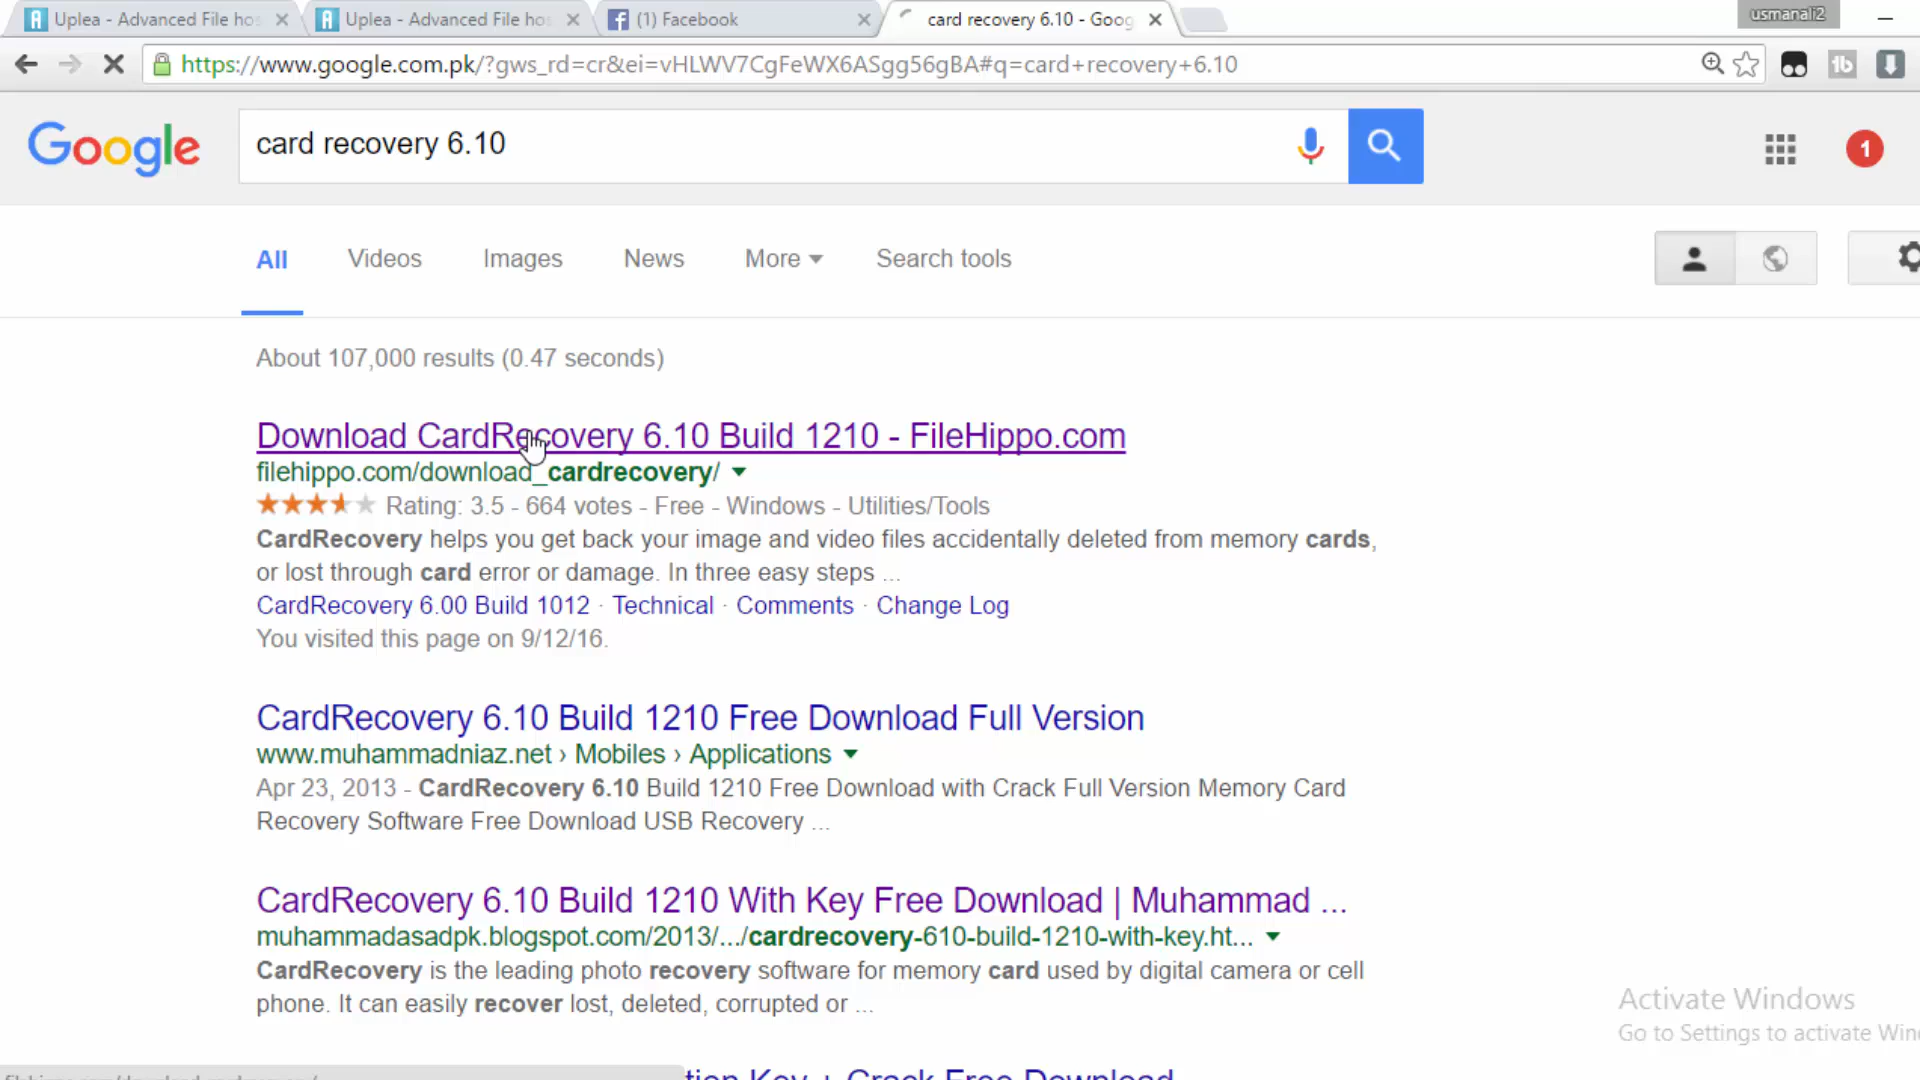 Uplea - Advanced File hos
Uplea - Advanced File hos
(1) Facebook
card recovery 6.10 - Goog
usmanali2
https://www.google.com.pk/?gws_rd=cr&ei=vHLWV7CgFeWX6ASgg56gBA#q=card+recovery+6.10
Google
card recovery 6.10
1
All
Videos
Images
News
More
Search tools
About 107,000 results (0.47 seconds)
Download CardRecovery 6.10 Build 1210 - FileHippo.com
filehippo.com/download_cardrecovery/
Rating: 3.5 - 664 votes - Free - Windows - Utilities/Tools
CardRecovery helps you get back your image and video files accidentally deleted from memory cards,
or lost through card error or damage. In three easy steps ...
CardRecovery 6.00 Build 1012 · Technical · Comments · Change Log
You visited this page on 9/12/16.
CardRecovery 6.10 Build 1210 Free Download Full Version
www.muhammadniaz.net › Mobiles › Applications
Apr 23, 2013 - CardRecovery 6.10 Build 1210 Free Download with Crack Full Version Memory Card
Recovery Software Free Download USB Recovery ...
CardRecovery 6.10 Build 1210 With Key Free Download | Muhammad ...
muhammadasadpk.blogspot.com/2013/.../cardrecovery-610-build-1210-with-key.ht...
CardRecovery is the leading photo recovery software for memory card used by digital camera or cell
phone. It can easily recover lost, deleted, corrupted or ...
Activate Windows
Go to Settings to activate Win
tion Key + Crack Free Download